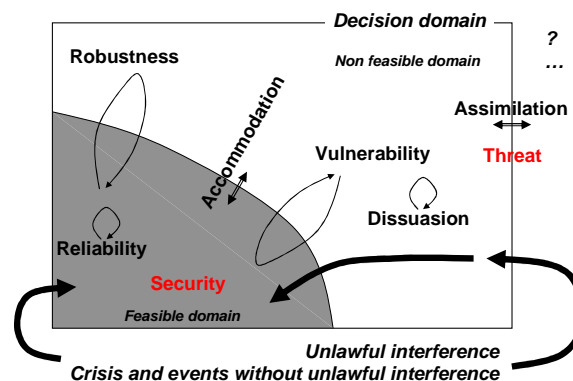 Decision domain
?
Robustness
Non feasible domain
...
Assimilation
Accommodation
Vulnerability
Threat
Dissuasion
Reliability
Security
Feasible domain
Unlawful interference
Crisis and events without unlawful interference